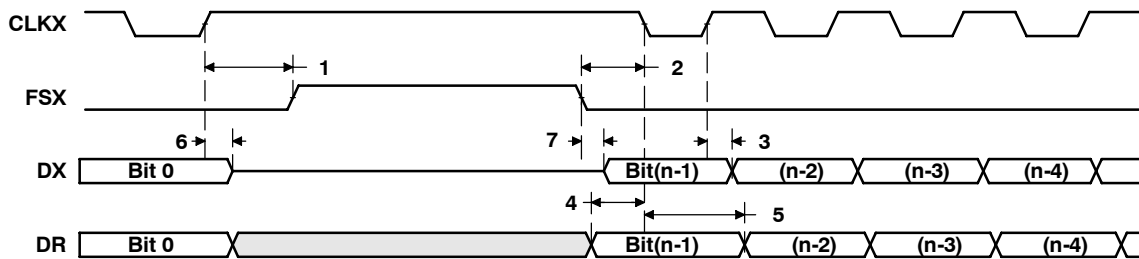 CLKX
1 2
FSX
6 7 3
DX Bit 0 Bit(n-1) (n-2) (n-3) (n-4)
4 5
DR Bit 0 Bit(n-1) (n-2) (n-3) (n-4)